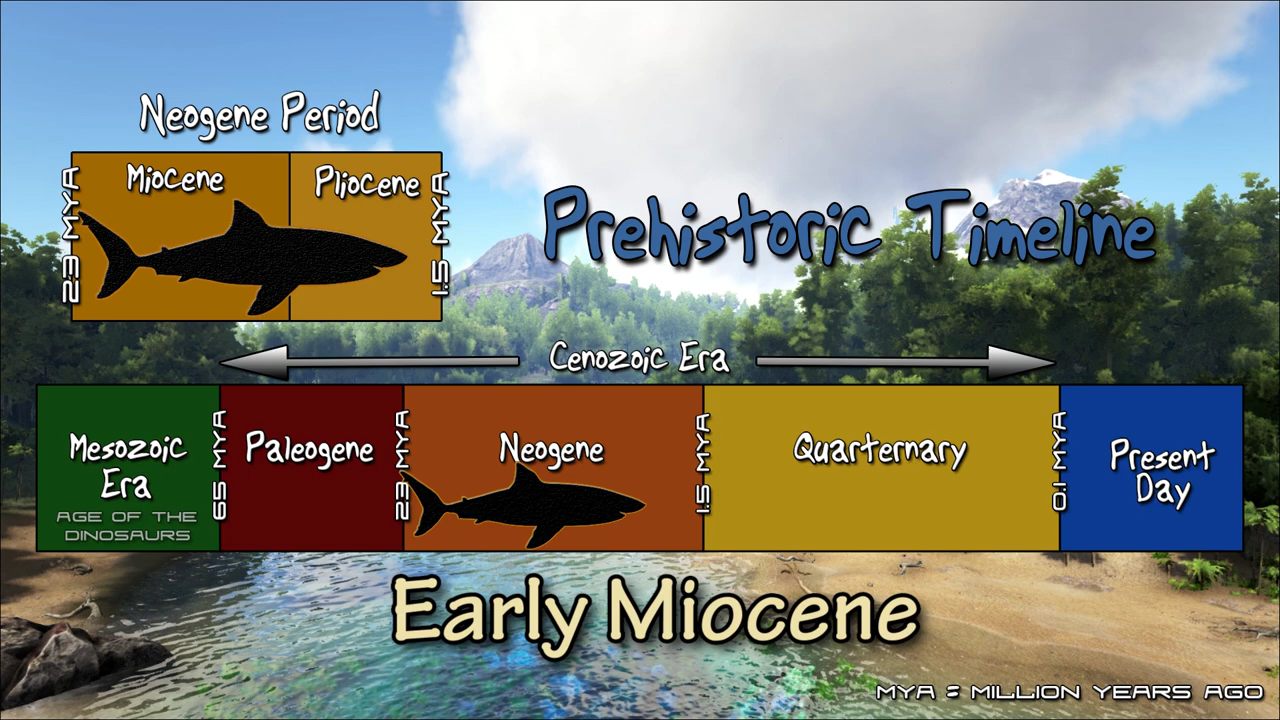 Neogene Period
Miocene
Pliocene
23 MYA
1.5 MYA
Prehistoric Timeline
Cenozoic Era
Mesozoic
Era
AGE OF THE
DINOSAURS
65 MYA
Paleogene
23 MYA
Neogene
1.5 MYA
Quarternary
0.1 MYA
Present
Day
Early Miocene
MYA = MILLION YEARS AGO